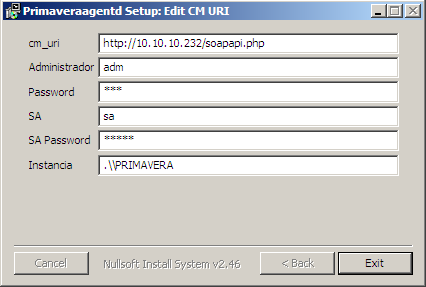 Primaveraagentd Setup: Edit CM URI
cm_uri http://10.10.10.232/soapapi.php
Administrador adm
Password ***
SA sa
SA Password *****
Instancia .\\PRIMAVERA
Cancel Nullsoft Install System v2.46 < Back Exit